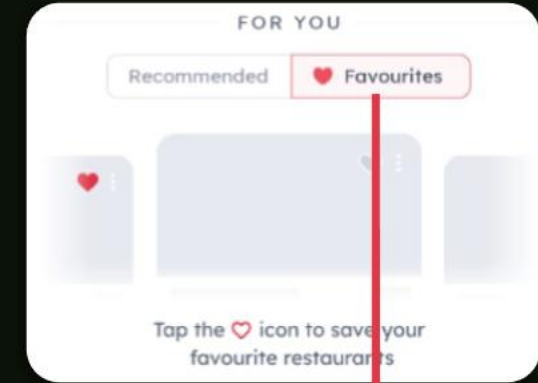 FOR YOU
Recommended
Favourites
Tap the icon to save your
favourite restaurants